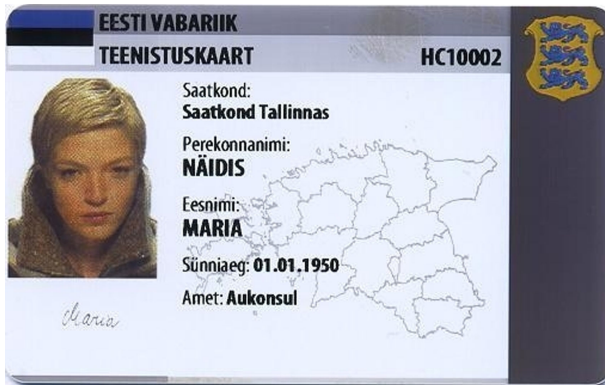 EESTI VABARIIK
TEENISTUSKAART HC10002
Saatkond:
Saatkond Tallinnas
Perekonnanimi:
NÄIDIS
Eesnimi:
MARIA
Sünniaeg: 01.01.1950
Amet: Aukonsul
Maria